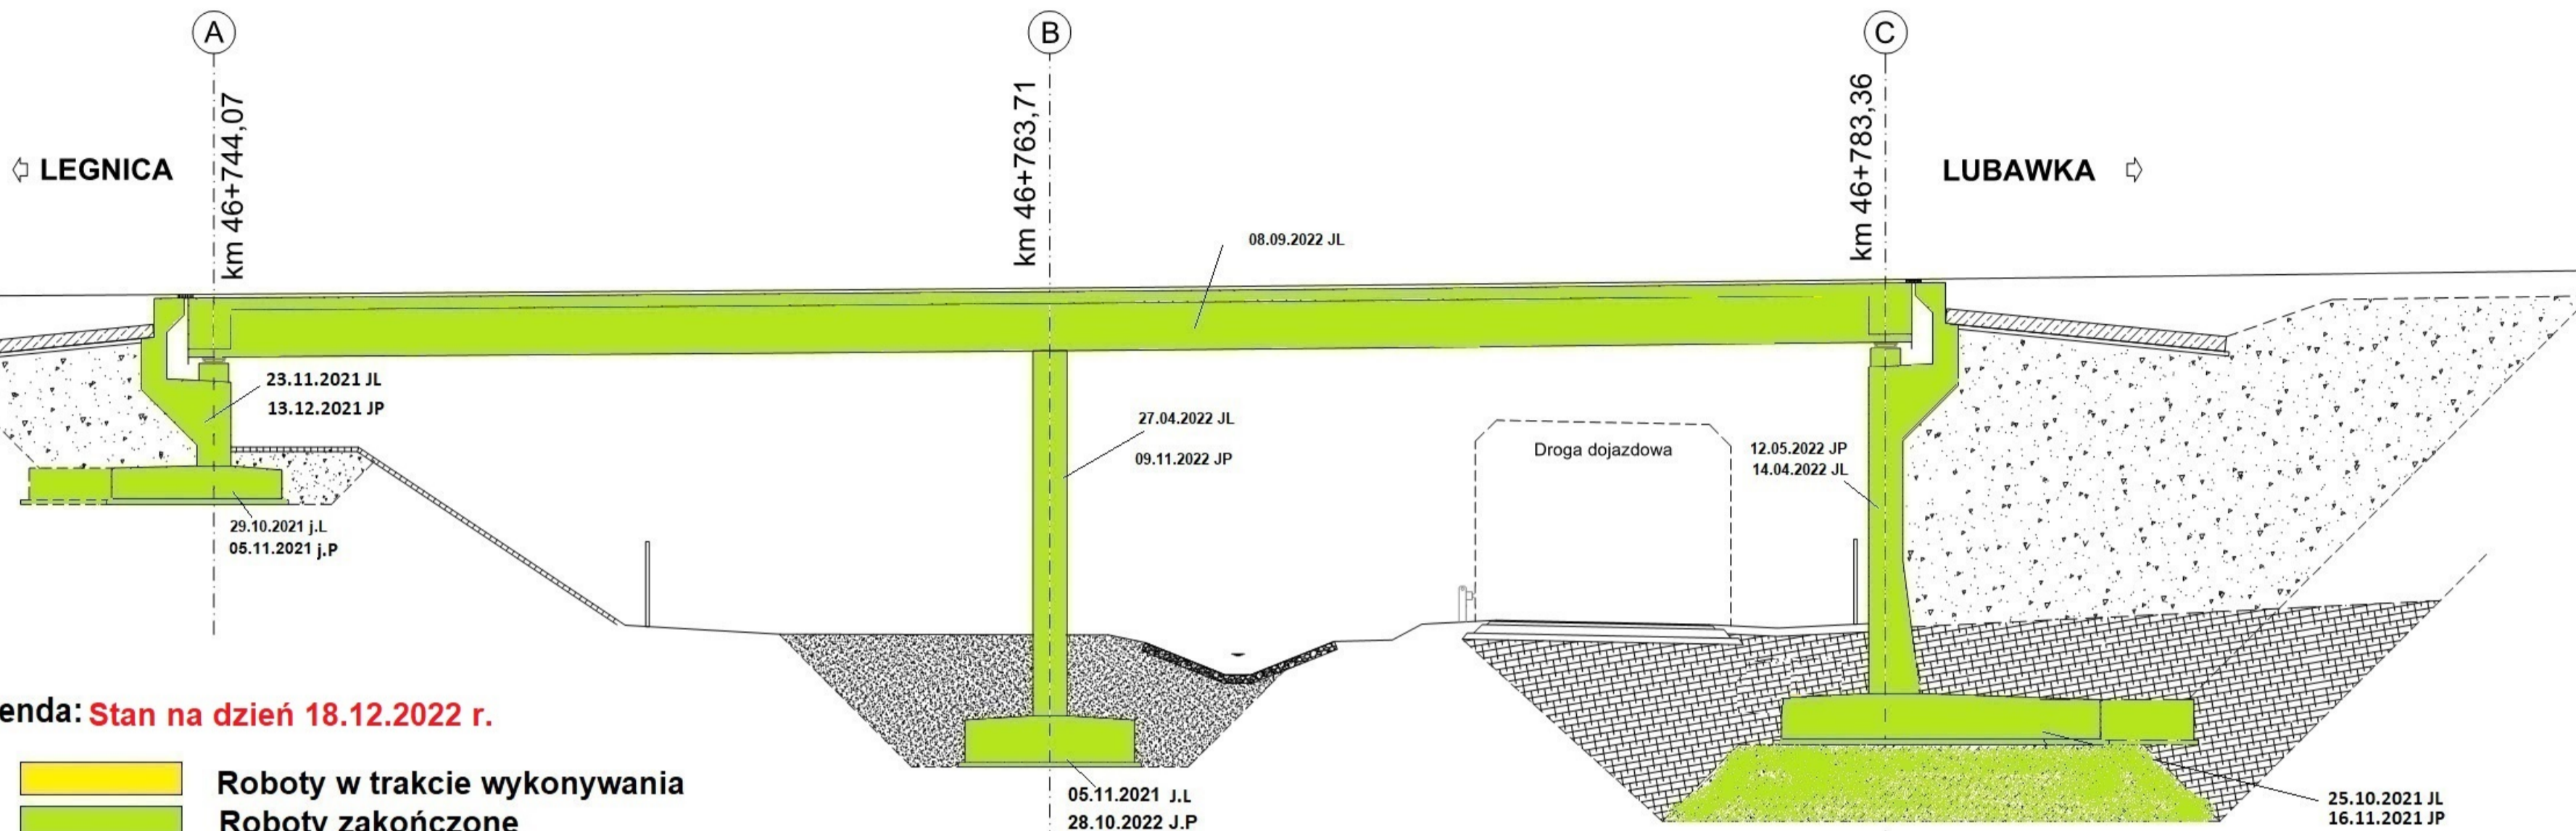 A
B
C
km 46+744,07
km 46+763,71
km 46+783,36
LEGNICA
LUBAWKA
08.09.2022 JL
23.11.2021 JL
13.12.2021 JP
27.04.2022 JL
09.11.2022 JP
Droga dojazdowa
12.05.2022 JP
14.04.2022 JL
29.10.2021 j.L
05.11.2021 j.P
enda: Stan na dzień 18.12.2022 r.
Roboty w trakcie wykonywania
Roboty zakończone
05.11.2021 J.L
28.10.2022 J.P
25.10.2021 JL
16.11.2021 JP